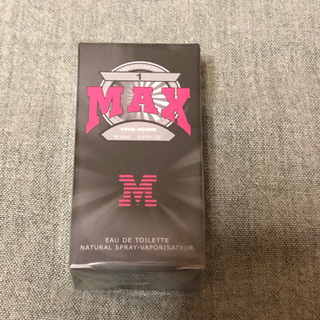 1
MAX
POUR HOMME
M
EAU DE TOILETTE
NATURAL SPRAY-VAPORISATEUR